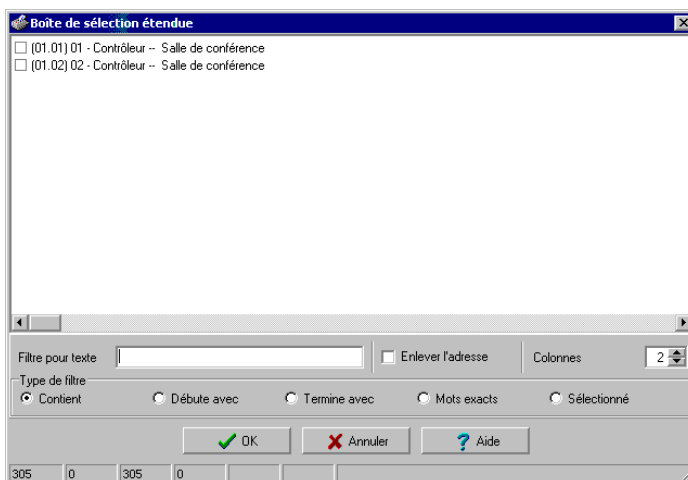 Boîte de sélection étendue
(01.01) 01 - Contrôleur -- Salle de conférence
(01.02) 02 - Contrôleur -- Salle de conférence
Filtre pour texte Enlever l'adresse Colonnes 2
Type de filtre
Contient Débute avec Termine avec Mots exacts Sélectionné
OK Annuler ? Aide
305 0 305 0